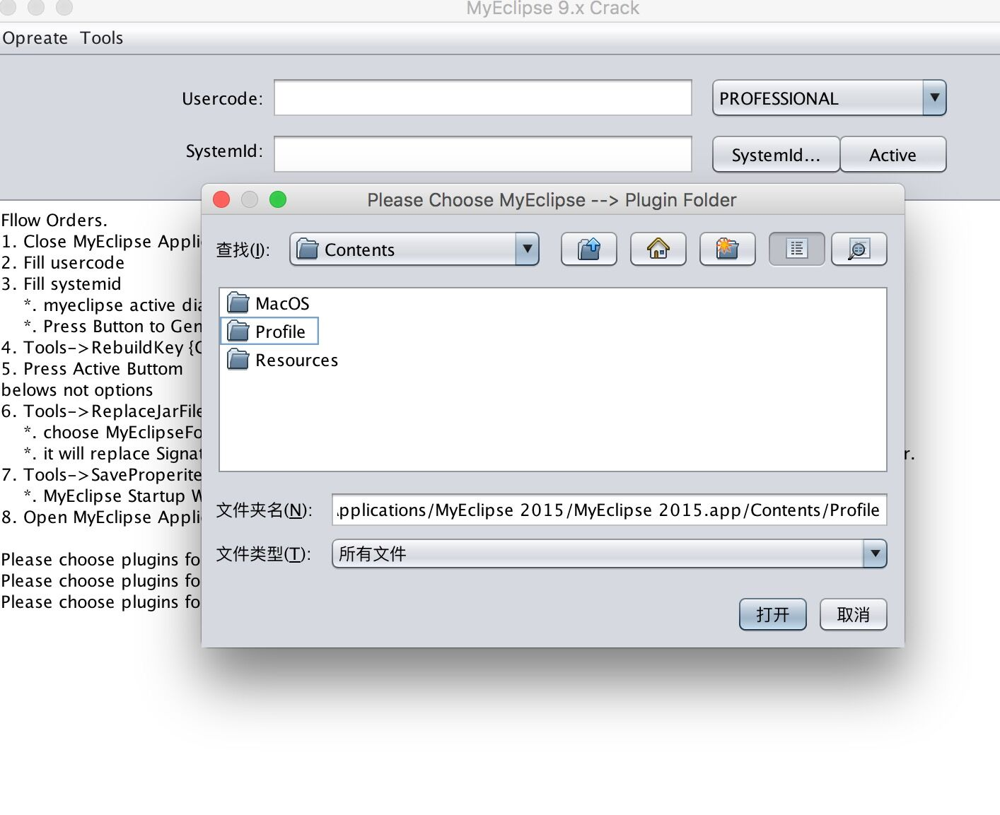 MyEclipse 9.x Crack
Opreate Tools
Usercode:
PROFESSIONAL
SystemId:
SystemId...
Active
Please Choose MyEclipse --> Plugin Folder
查找(I):
Contents
MacOS
Profile
Resources
文件夹名(N):
pplications/MyEclipse 2015/MyEclipse 2015.app/Contents/Profile
文件类型(T):
所有文件
打开
取消
Fllow Orders.
1. Close MyEclipse Appli
2. Fill usercode
3. Fill systemid
*. myeclipse active dia
*. Press Button to Gen
4. Tools->RebuildKey {
5. Press Active Buttom
belows not options
6. Tools->ReplaceJarFile
*. choose MyEclipseFo
*. it will replace Signat r.
7. Tools->SaveProperite
*. MyEclipse Startup W
8. Open MyEclipse Appli
Please choose plugins fo
Please choose plugins fo
Please choose plugins fo